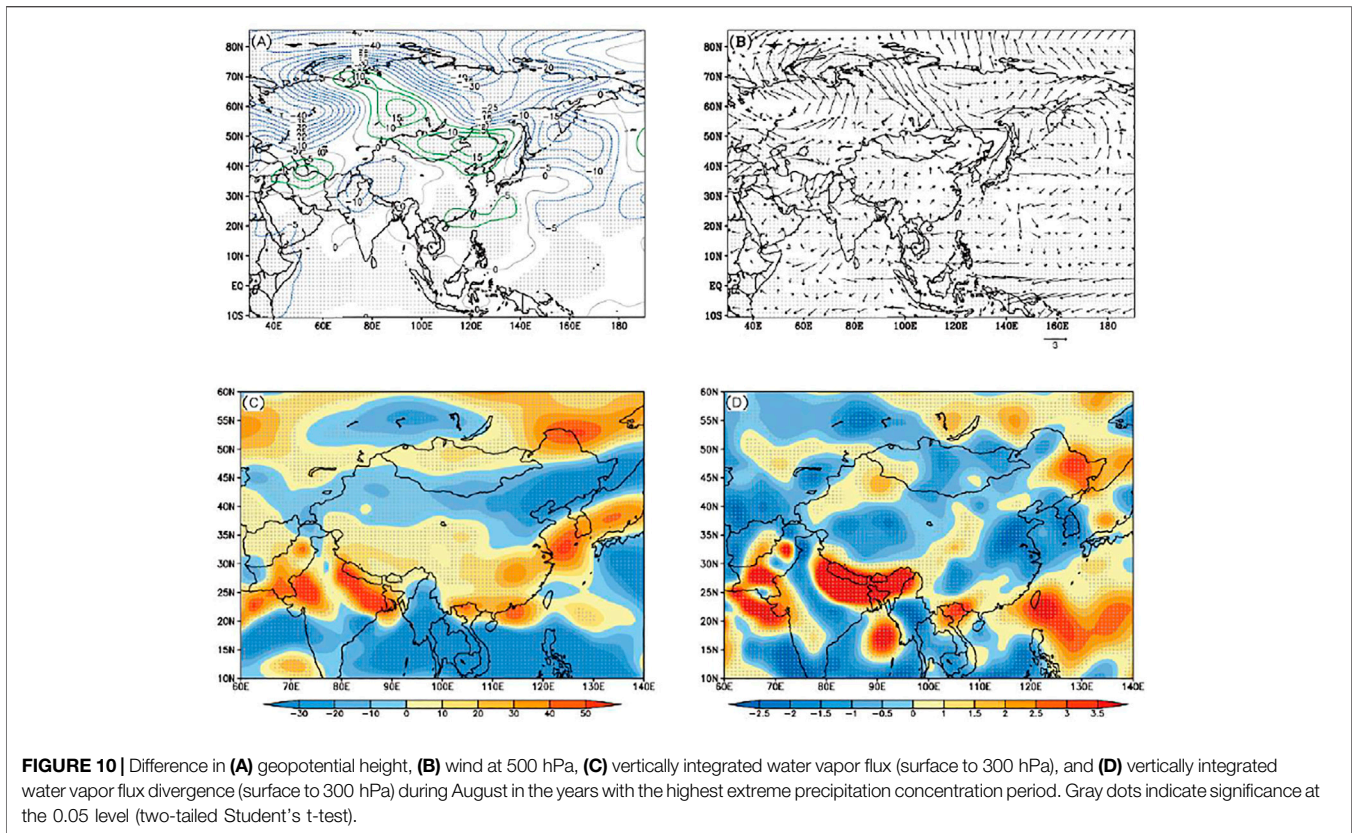 (A)
(B)
80N
70N
60N
50N
40N
30N
20N
10N
EQ
10S
40E
60E
80E
100E
120E
140E
160E
180
80N
70N
60N
50N
40N
30N
20N
10N
EQ
10S
40E
60E
80E
100E
120E
140E
160E
180
3
(C)
(D)
60N
55N
50N
45N
40N
35N
30N
25N
20N
15N
10N
60E
70E
80E
90E
100E
110E
120E
130E
140E
-30
-20
-10
0
10
20
30
40
50
60N
55N
50N
45N
40N
35N
30N
25N
20N
15N
10N
60E
70E
80E
90E
100E
110E
120E
130E
140E
-2.5
-2
-1.5
-1
-0.5
0
0.5
1
1.5
2
2.5
3
3.5
FIGURE 10 | Difference in (A) geopotential height, (B) wind at 500 hPa, (C) vertically integrated water vapor flux (surface to 300 hPa), and (D) vertically integrated
water vapor flux divergence (surface to 300 hPa) during August in the years with the highest extreme precipitation concentration period. Gray dots indicate significance at
the 0.05 level (two-tailed Student's t-test).